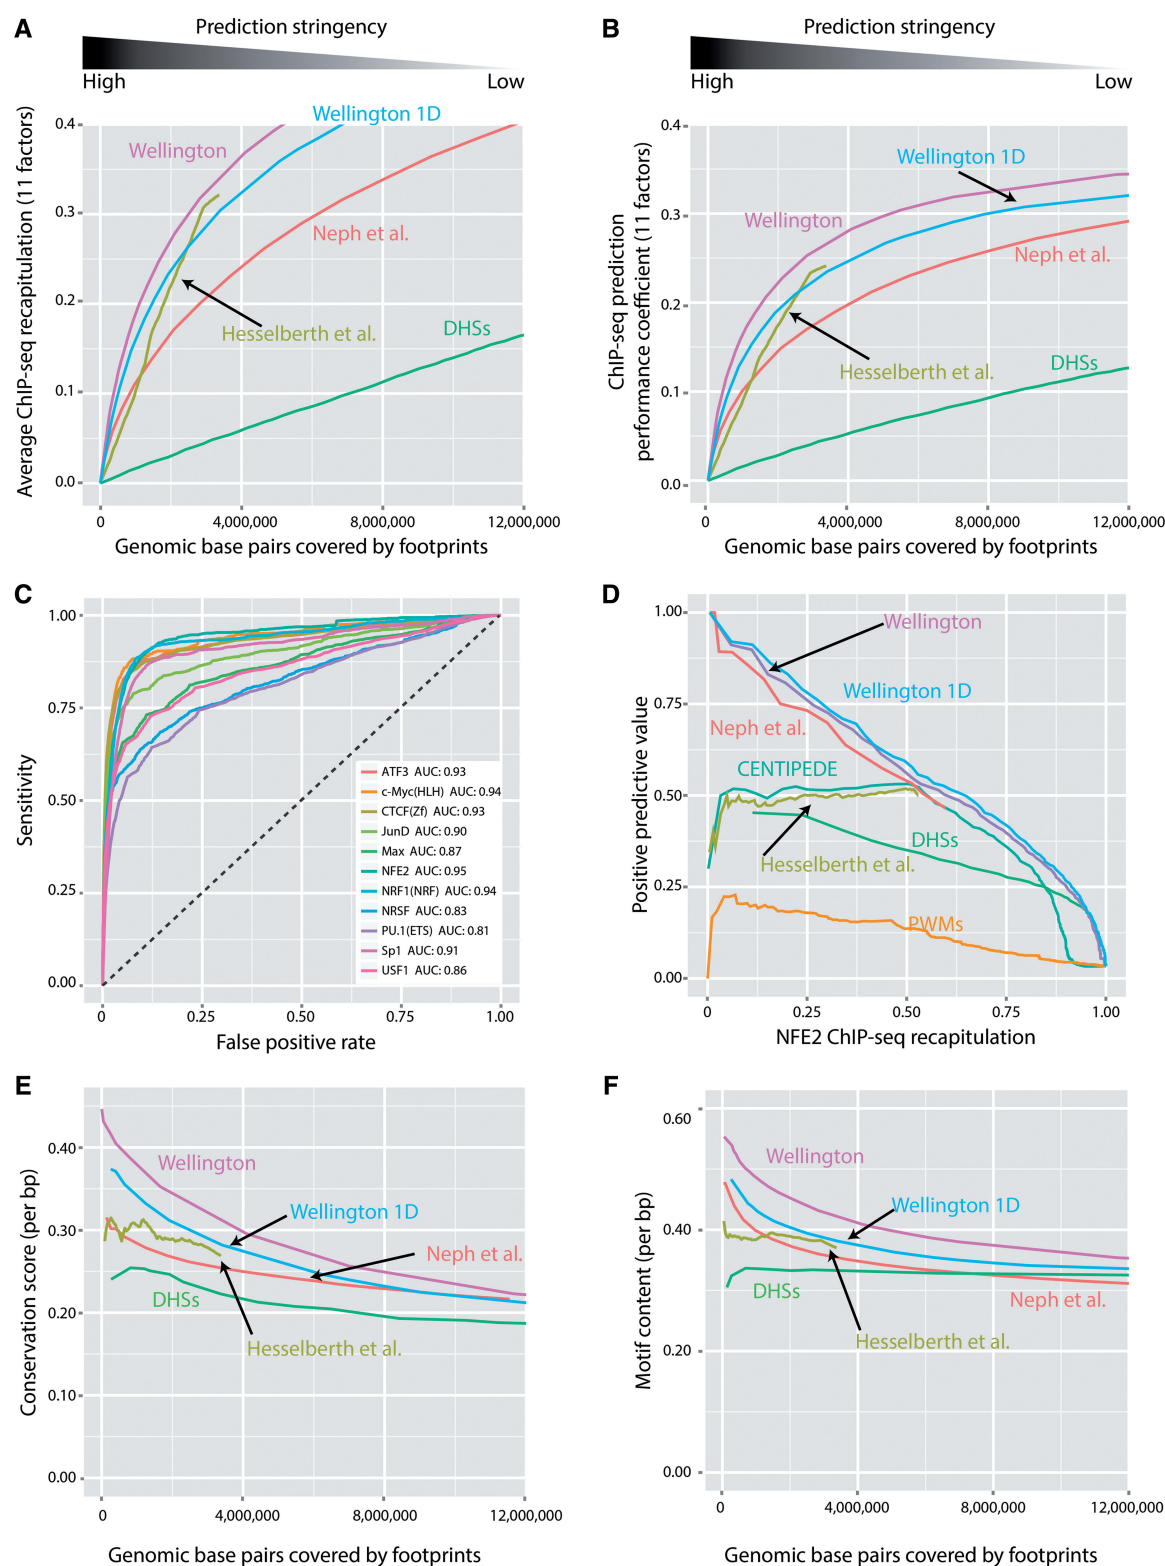 A
Prediction stringency
High
Low
Average ChIP-seq recapitulation (11 factors)
0.4
0.3
0.2
0.1
0.0
Wellington
Wellington 1D
Neph et al.
Hesselberth et al.
DHSs
0
4,000,000
8,000,000
12,000,000
Genomic base pairs covered by footprints
B
Prediction stringency
High
Low
ChIP-seq prediction
performance coefficient (11 factors)
0.4
0.3
0.2
0.1
0.0
Wellington 1D
Wellington
Neph et al.
Hesselberth et al.
DHSs
0
4,000,000
8,000,000
12,000,000
Genomic base pairs covered by footprints
C
Sensitivity
1.00
0.75
0.50
0.25
0.00
ATF3 AUC: 0.93
c-Myc(HLH) AUC: 0.94
CTCF(Zf) AUC: 0.93
JunD AUC: 0.90
Max AUC: 0.87
NFE2 AUC: 0.95
NRF1(NRF) AUC: 0.94
NRSF AUC: 0.83
PU.1(ETS) AUC: 0.81
Sp1 AUC: 0.91
USF1 AUC: 0.86
0
0.25
0.50
0.75
1.00
False positive rate
D
Positive predictive value
1.00
0.75
0.50
0.25
0.00
Wellington
Wellington 1D
Neph et al.
CENTIPEDE
DHSs
Hesselberth et al.
PWMs
0
0.25
0.50
0.75
1.00
NFE2 ChIP-seq recapitulation
E
Conservation score (per bp)
0.40
0.30
0.20
0.10
0.00
Wellington
Wellington 1D
Neph et al.
DHSs
Hesselberth et al.
0
4,000,000
8,000,000
12,000,000
Genomic base pairs covered by footprints
F
Motif content (per bp)
0.60
0.40
0.20
0.00
Wellington
Wellington 1D
DHSs
Neph et al.
Hesselberth et al.
0
4,000,000
8,000,000
12,000,000
Genomic base pairs covered by footprints